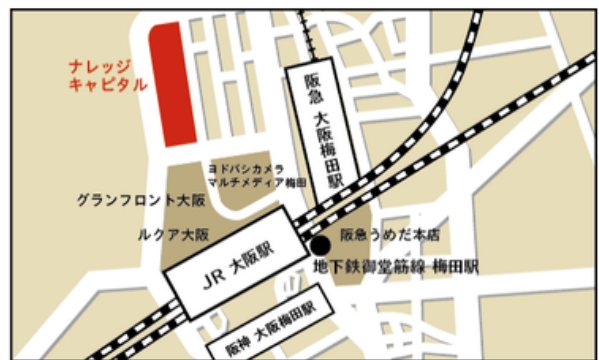 ナレッジ
キャピタル
阪急 大阪梅田駅
ヨドバシカメラ
マルチメディア梅田
グランフロント大阪
ルクア大阪
阪急うめだ本店
JR 大阪駅
地下鉄御堂筋線 梅田駅
阪神 大阪梅田駅